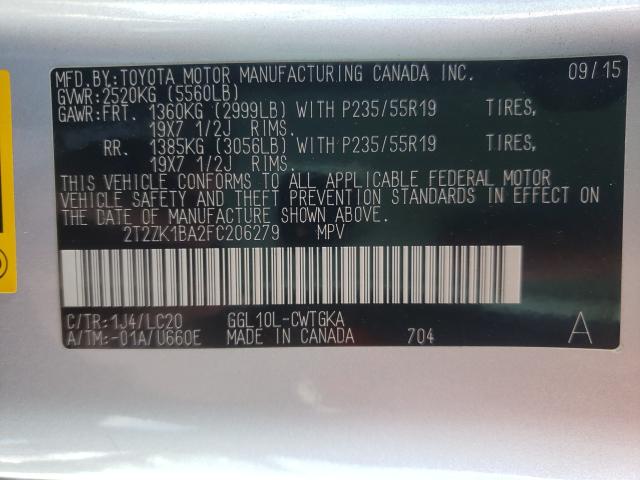 MFD.BY:TOYOTA MOTOR MANUFACTURING CANADA INC. 09/15
GVWR:2520KG (5560LB)
GAWR:FRT. 1360KG (2999LB) WITH P235/55R19 TIRES,
19X7 1/2J RIMS.
RR. 1385KG (3056LB) WITH P235/55R19 TIRES,
19X7 1/2J RIMS.
THIS VEHICLE CONFORMS TO ALL APPLICABLE FEDERAL MOTOR
VEHICLE SAFETY AND THEFT PREVENTION STANDARDS IN EFFECT ON
THE DATE OF MANUFACTURE SHOWN ABOVE.
2T2ZK1BA2FC206279 MPV
C/TR:1J4/LC20 GGL10L-CWTGKA
A/TM:-01A/U660E MADE IN CANADA 704 A